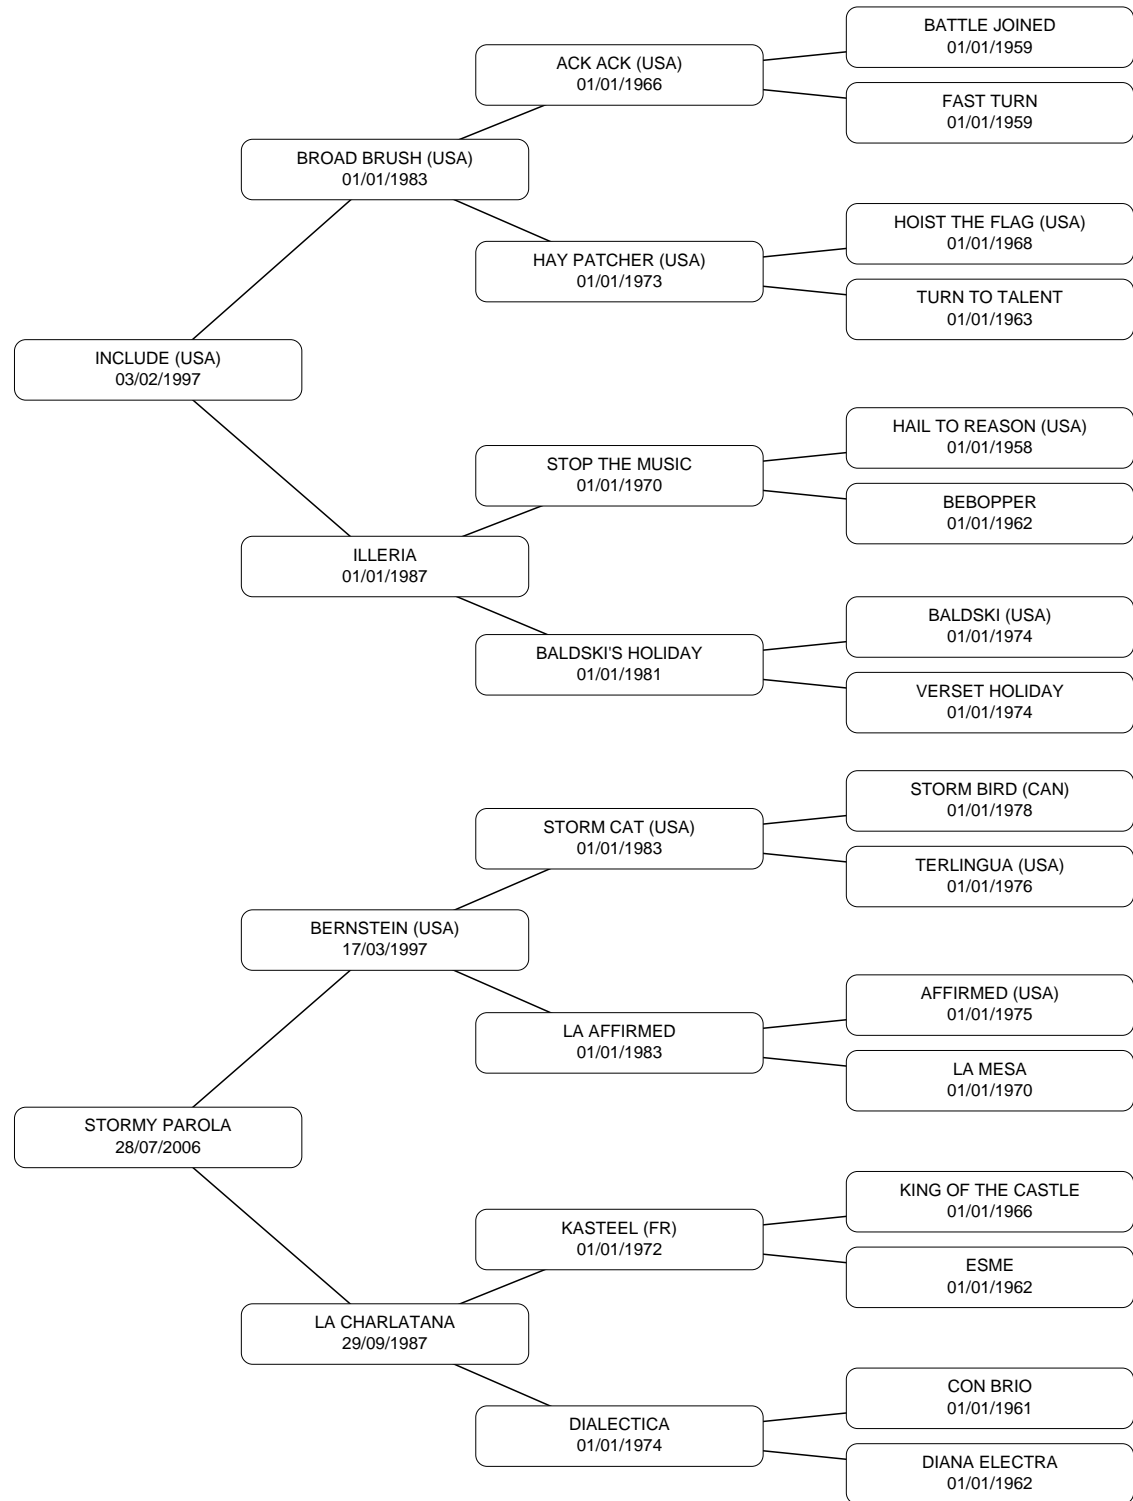 BATTLE JOINED
01/01/1959
ACK ACK (USA)
01/01/1966
FAST TURN
01/01/1959
BROAD BRUSH (USA)
01/01/1983
HOIST THE FLAG (USA)
01/01/1968
HAY PATCHER (USA)
01/01/1973
TURN TO TALENT
01/01/1963
INCLUDE (USA)
03/02/1997
HAIL TO REASON (USA)
01/01/1958
STOP THE MUSIC
01/01/1970
BEBOPPER
01/01/1962
ILLERIA
01/01/1987
BALDSKI (USA)
01/01/1974
BALDSKI'S HOLIDAY
01/01/1981
VERSET HOLIDAY
01/01/1974
STORM BIRD (CAN)
01/01/1978
STORM CAT (USA)
01/01/1983
TERLINGUA (USA)
01/01/1976
BERNSTEIN (USA)
17/03/1997
AFFIRMED (USA)
01/01/1975
LA AFFIRMED
01/01/1983
LA MESA
01/01/1970
STORMY PAROLA
28/07/2006
KING OF THE CASTLE
01/01/1966
KASTEEL (FR)
01/01/1972
ESME
01/01/1962
LA CHARLATANA
29/09/1987
CON BRIO
01/01/1961
DIALECTICA
01/01/1974
DIANA ELECTRA
01/01/1962